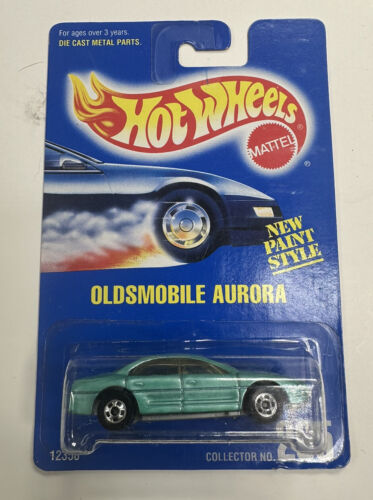 For ages over 3 years.
DIE CAST METAL PARTS.
Hot Wheels
MATTEL
®
NEW
PAINT
STYLE
OLDSMOBILE AURORA
COLLECTOR NO.